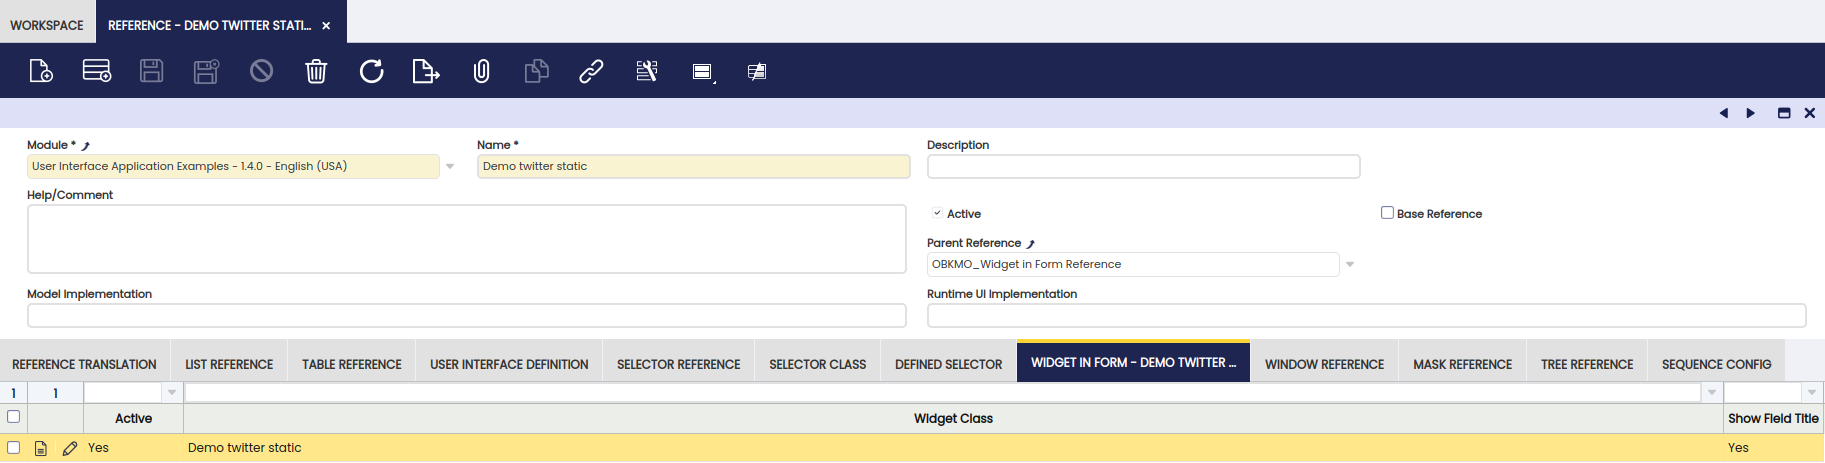 WORKSPACE REFERENCE - DEMO TWITTER STATI...
Module * Name * Description
User Interface Application Examples - 1.4.0 - English (USA) Demo twitter static
Help/Comment
Active Base Reference
Parent Reference
OBKMO_Widget in Form Reference
Model Implementation Runtime UI Implementation
REFERENCE TRANSLATION LIST REFERENCE TABLE REFERENCE USER INTERFACE DEFINITION SELECTOR REFERENCE SELECTOR CLASS DEFINED SELECTOR WIDGET IN FORM - DEMO TWITTER ... WINDOW REFERENCE MASK REFERENCE TREE REFERENCE SEQUENCE CONFIG
1 1
Active Widget Class Show Field Title
Yes Demo twitter static Yes